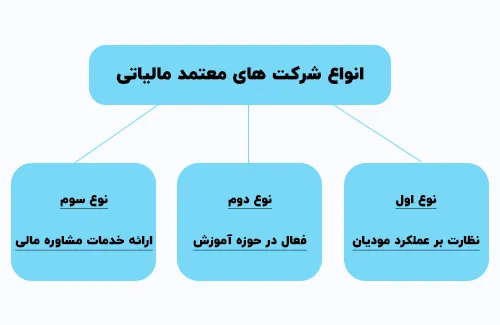 انواع شرکت های معتمد مالیاتی
نوع اول
نظارت بر عملکرد مودیان
نوع دوم
فعال در حوزه آموزش
نوع سوم
ارائه خدمات مشاوره مالی